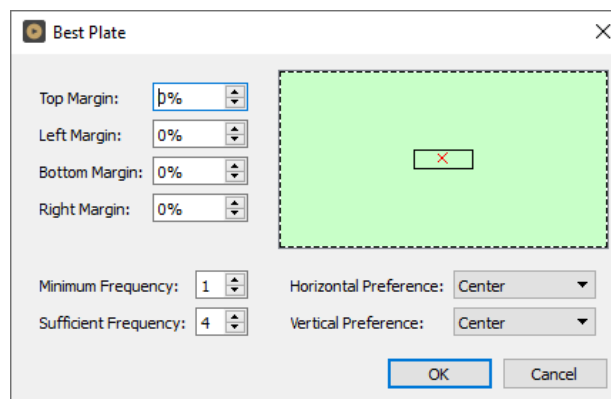 Best Plate
Top Margin: 0%
Left Margin: 0%
Bottom Margin: 0%
Right Margin: 0%
Minimum Frequency: 1 Horizontal Preference: Center
Sufficient Frequency: 4 Vertical Preference: Center
OK Cancel